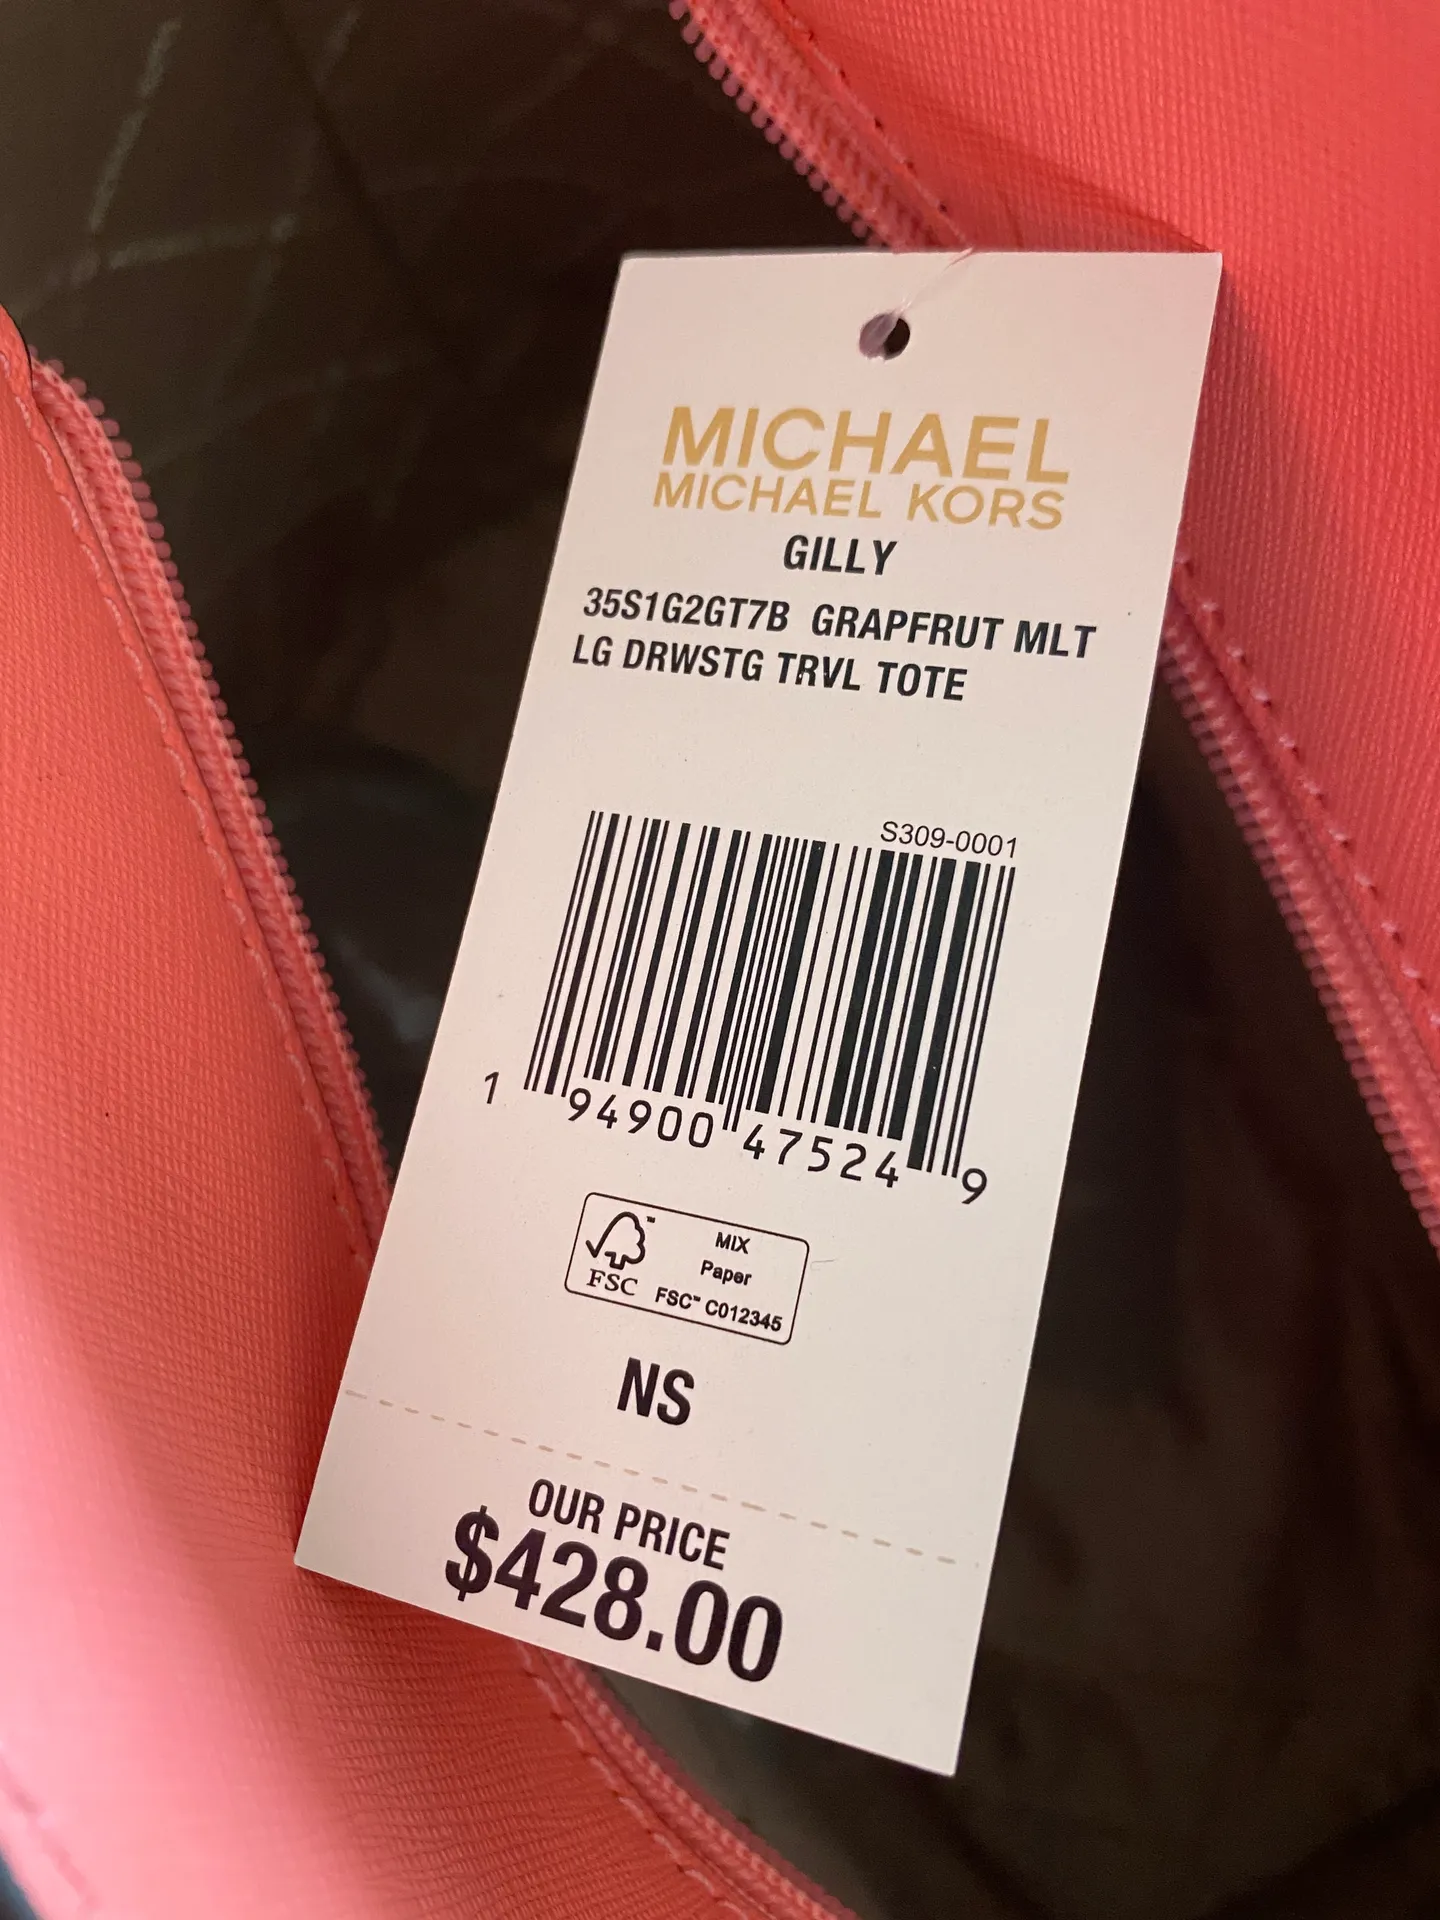 MICHAEL
MICHAEL KORS
GILLY
35S1G2GT7B GRAPFRUT MLT
LG DRWSTG TRVL TOTE
S309-0001
1 94900 47524 9
FSC™
MIX
Paper
FSC™ C012345
NS
OUR PRICE
$428.00